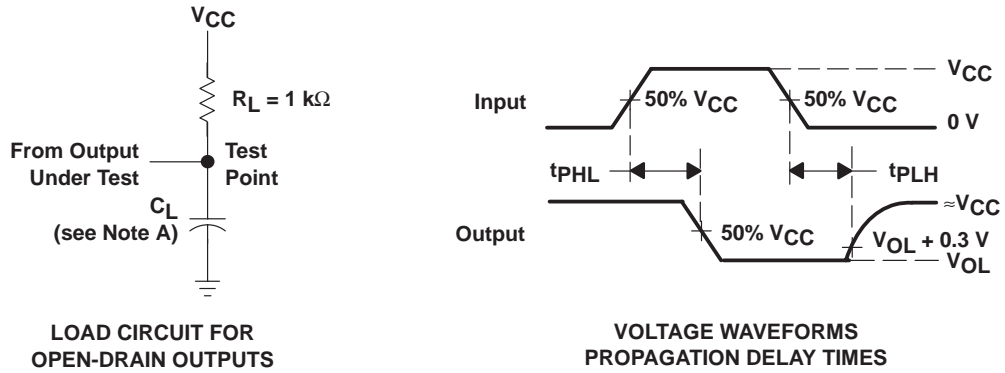 VCC
RL = 1 kΩ
From Output
Under Test
Test
Point
CL
(see Note A)
LOAD CIRCUIT FOR
OPEN-DRAIN OUTPUTS
VCC
Input
50% VCC
50% VCC
0 V
tPHL
tPLH
≈VCC
Output
50% VCC
VOL + 0.3 V
VOL
VOLTAGE WAVEFORMS
PROPAGATION DELAY TIMES